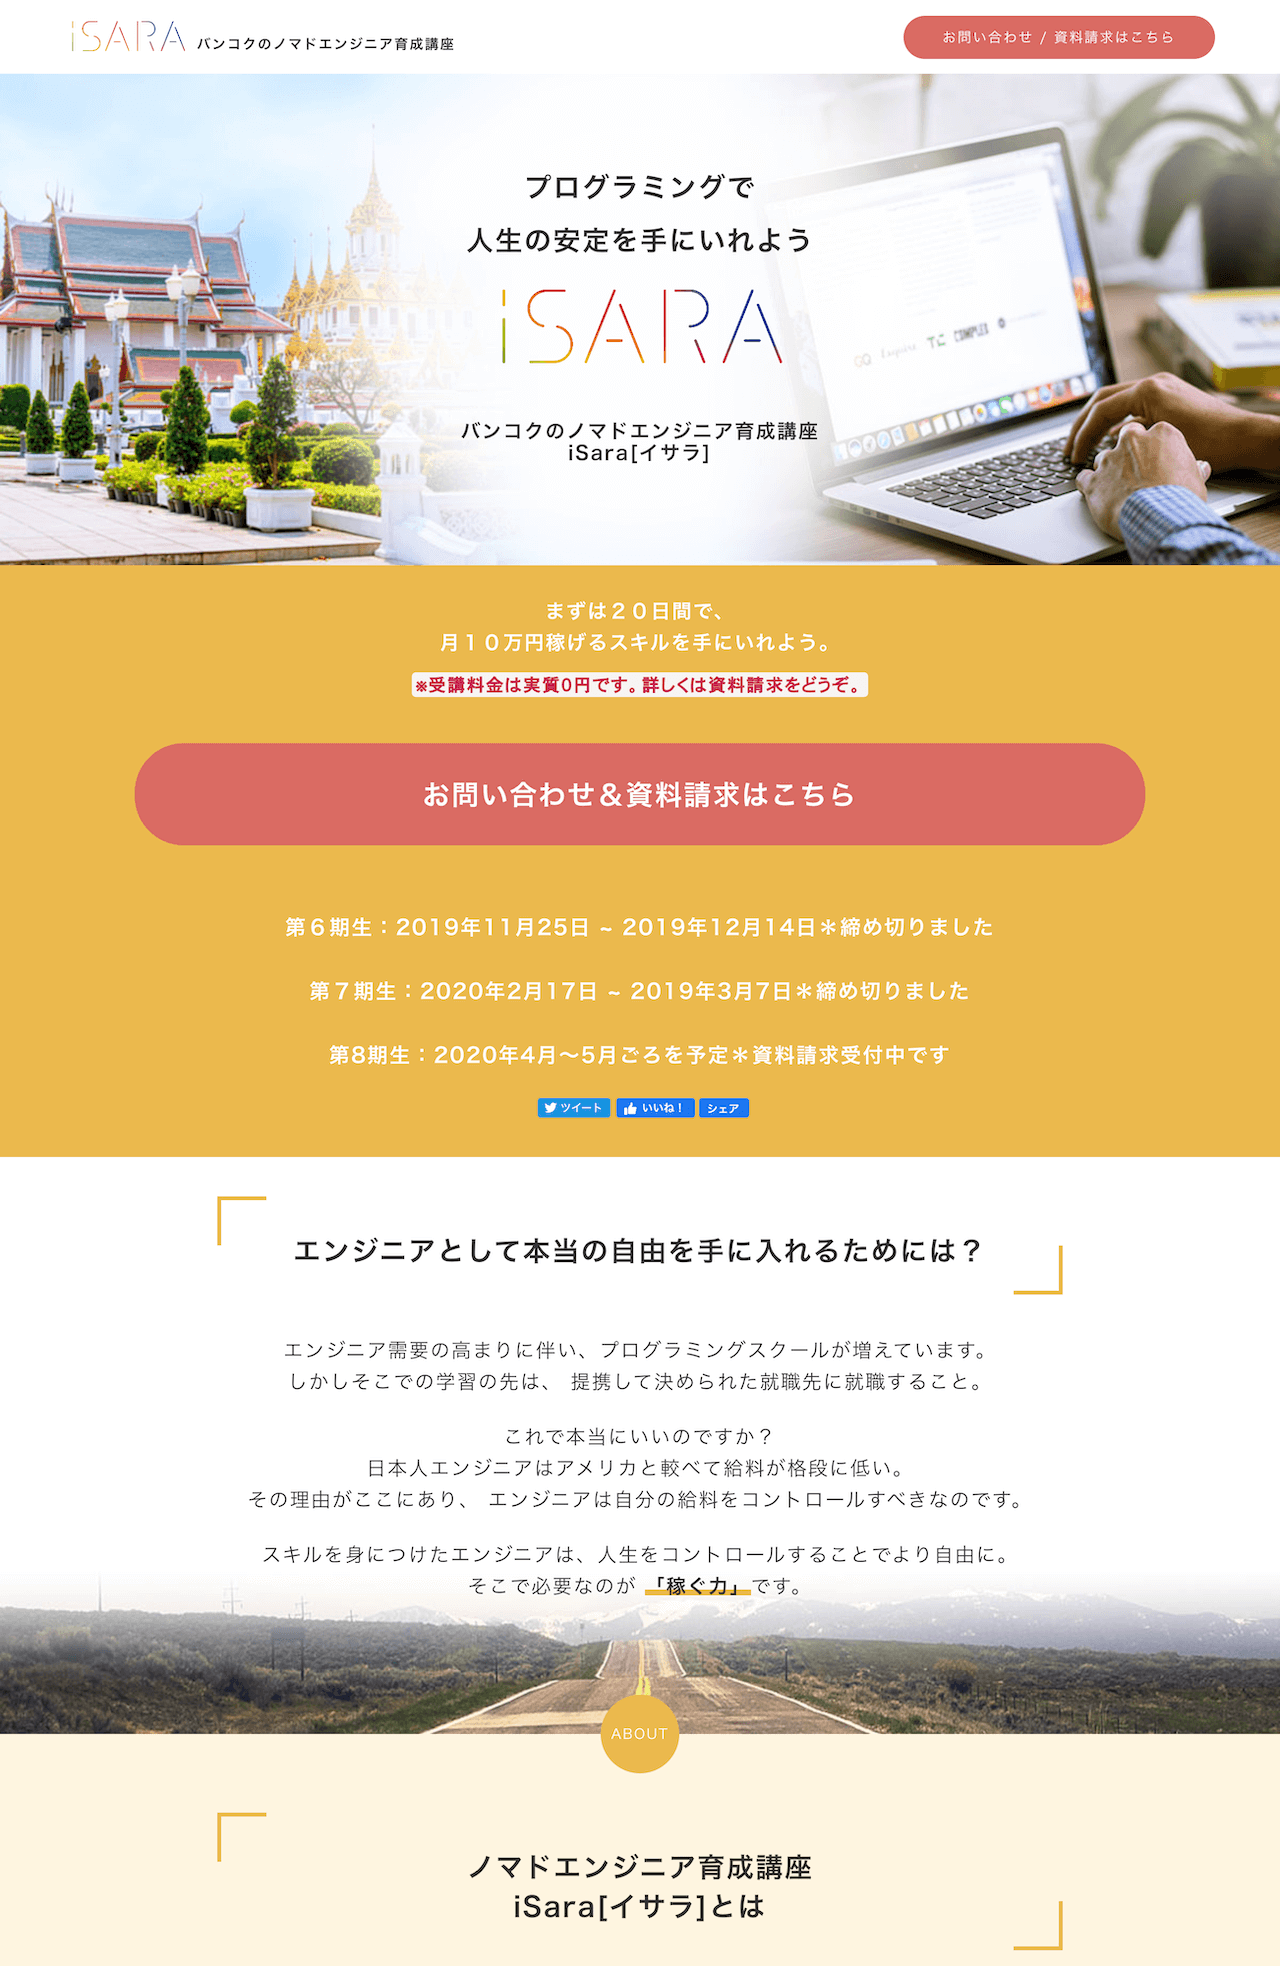 iSARA バンコクのノマドエンジニア育成講座
お問い合わせ / 資料請求はこちら
プログラミングで
人生の安定を手にいれよう
iSARA
GQ Esquire TC COMPLEX
バンコクのノマドエンジニア育成講座
iSara[イサラ]
まずは２０日間で、
月１０万円稼げるスキルを手にいれよう。
※受講料金は実質0円です。詳しくは資料請求をどうぞ。
お問い合わせ＆資料請求はこちら
第６期生：2019年11月25日 ~ 2019年12月14日＊締め切りました
第７期生：2020年2月17日 ~ 2019年3月7日＊締め切りました
第8期生：2020年4月〜5月ごろを予定＊資料請求受付中です
ツイート いいね！ シェア
エンジニアとして本当の自由を手に入れるためには？
エンジニア需要の高まりに伴い、プログラミングスクールが増えています。
しかしそこでの学習の先は、 提携して決められた就職先に就職すること。
これで本当にいいのですか？
日本人エンジニアはアメリカと較べて給料が格段に低い。
その理由がここにあり、 エンジニアは自分の給料をコントロールすべきなのです。
スキルを身につけたエンジニアは、人生をコントロールすることでより自由に。
そこで必要なのが 「稼ぐ力」です。
ABOUT
ノマドエンジニア育成講座
iSara[イサラ]とは